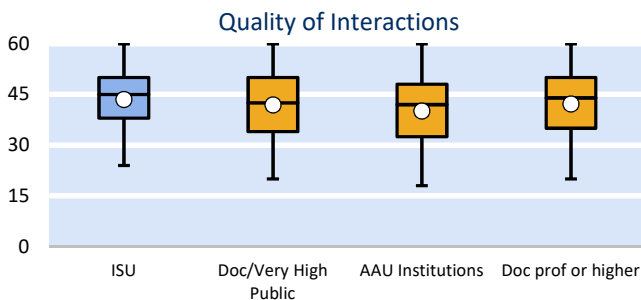 Quality of Interactions
60
45
30
15
0
ISU
Doc/Very High
Public
AAU Institutions
Doc prof or higher